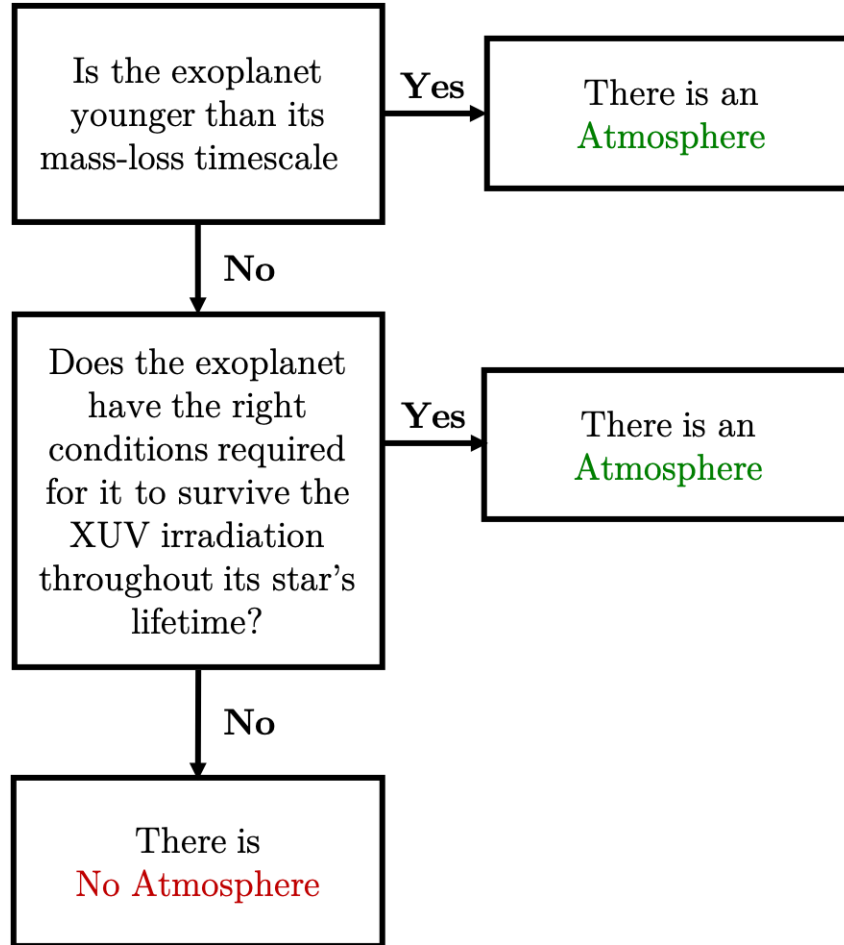 Is the exoplanet
younger than its
mass-loss timescale
Yes
There is an
Atmosphere
No
Does the exoplanet
have the right
conditions required
for it to survive the
XUV irradiation
throughout its star's
lifetime?
Yes
There is an
Atmosphere
No
There is
No Atmosphere